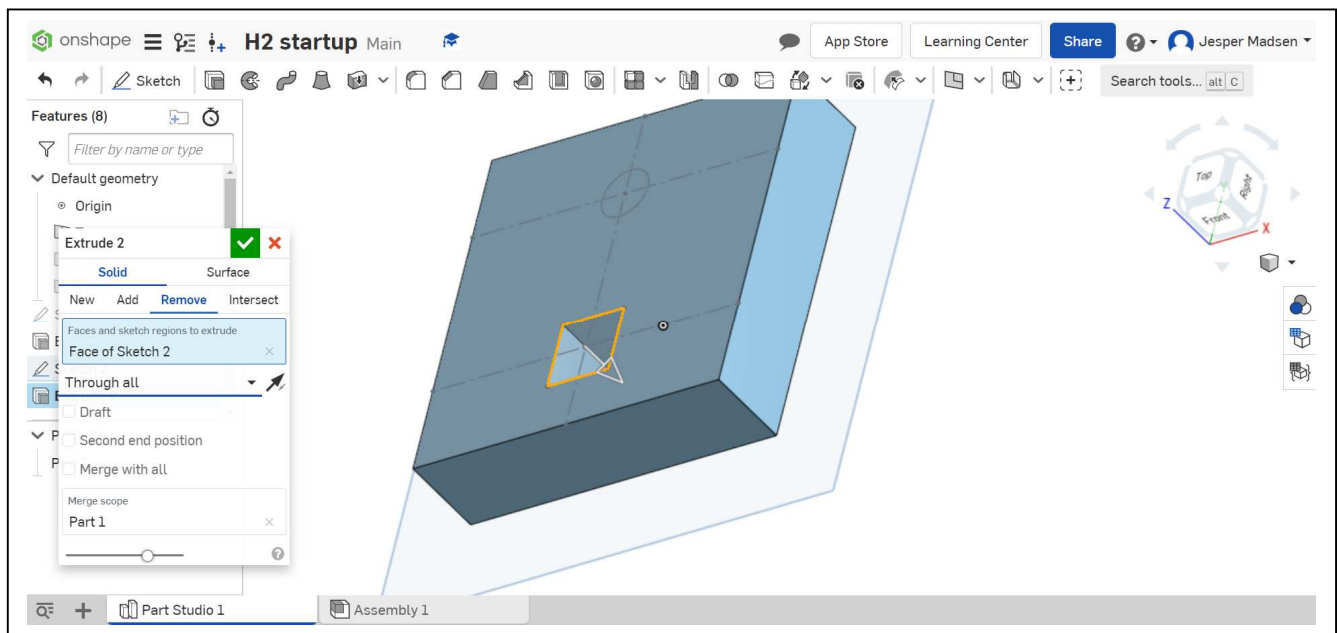 onshape H2 startup Main App Store Learning Center Share Jesper Madsen
Sketch Search tools... alt C
Features (8)
Filter by name or type
Default geometry
Origin
Extrude 2
Solid Surface
New Add Remove Intersect
Faces and sketch regions to extrude
Face of Sketch 2
Through all
Draft
Second end position
Merge with all
Merge scope
Part 1
Top
Right
Front
Z
Y
X
Part Studio 1 Assembly 1